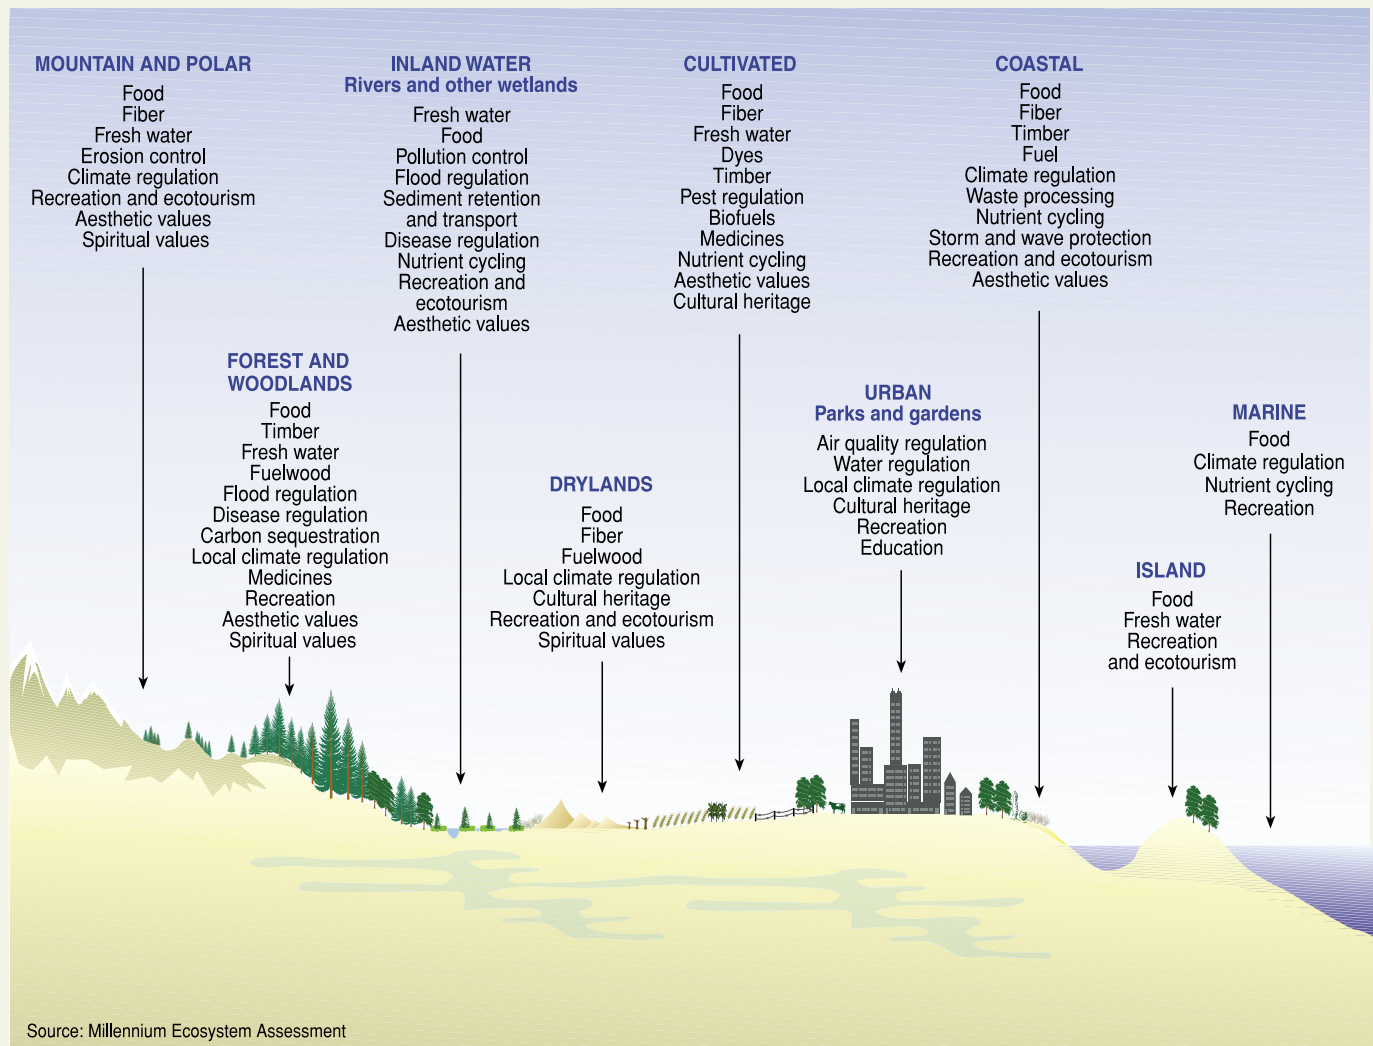 MOUNTAIN AND POLAR
Food
Fiber
Fresh water
Erosion control
Climate regulation
Recreation and ecotourism
Aesthetic values
Spiritual values
INLAND WATER
Rivers and other wetlands
Fresh water
Food
Pollution control
Flood regulation
Sediment retention
and transport
Disease regulation
Nutrient cycling
Recreation and
ecotourism
Aesthetic values
CULTIVATED
Food
Fiber
Fresh water
Dyes
Timber
Pest regulation
Biofuels
Medicines
Nutrient cycling
Aesthetic values
Cultural heritage
COASTAL
Food
Fiber
Timber
Fuel
Climate regulation
Waste processing
Nutrient cycling
Storm and wave protection
Recreation and ecotourism
Aesthetic values
FOREST AND
WOODLANDS
Food
Timber
Fresh water
Fuelwood
Flood regulation
Disease regulation
Carbon sequestration
Local climate regulation
Medicines
Recreation
Aesthetic values
Spiritual values
DRYLANDS
Food
Fiber
Fuelwood
Local climate regulation
Cultural heritage
Recreation and ecotourism
Spiritual values
URBAN
Parks and gardens
Air quality regulation
Water regulation
Local climate regulation
Cultural heritage
Recreation
Education
MARINE
Food
Climate regulation
Nutrient cycling
Recreation
ISLAND
Food
Fresh water
Recreation
and ecotourism
Source: Millennium Ecosystem Assessment